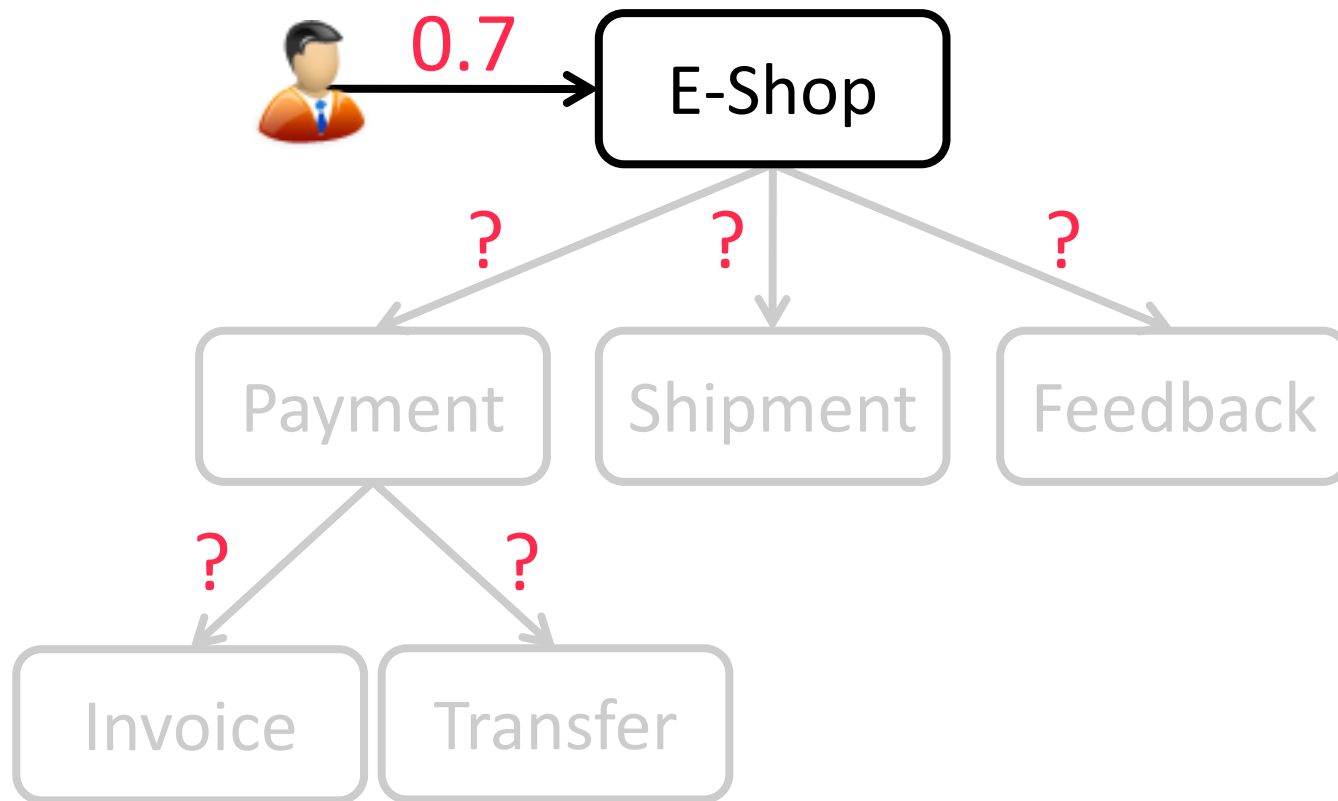 0.7
E-Shop
? ? ?
Payment Shipment Feedback
? ?
Invoice Transfer